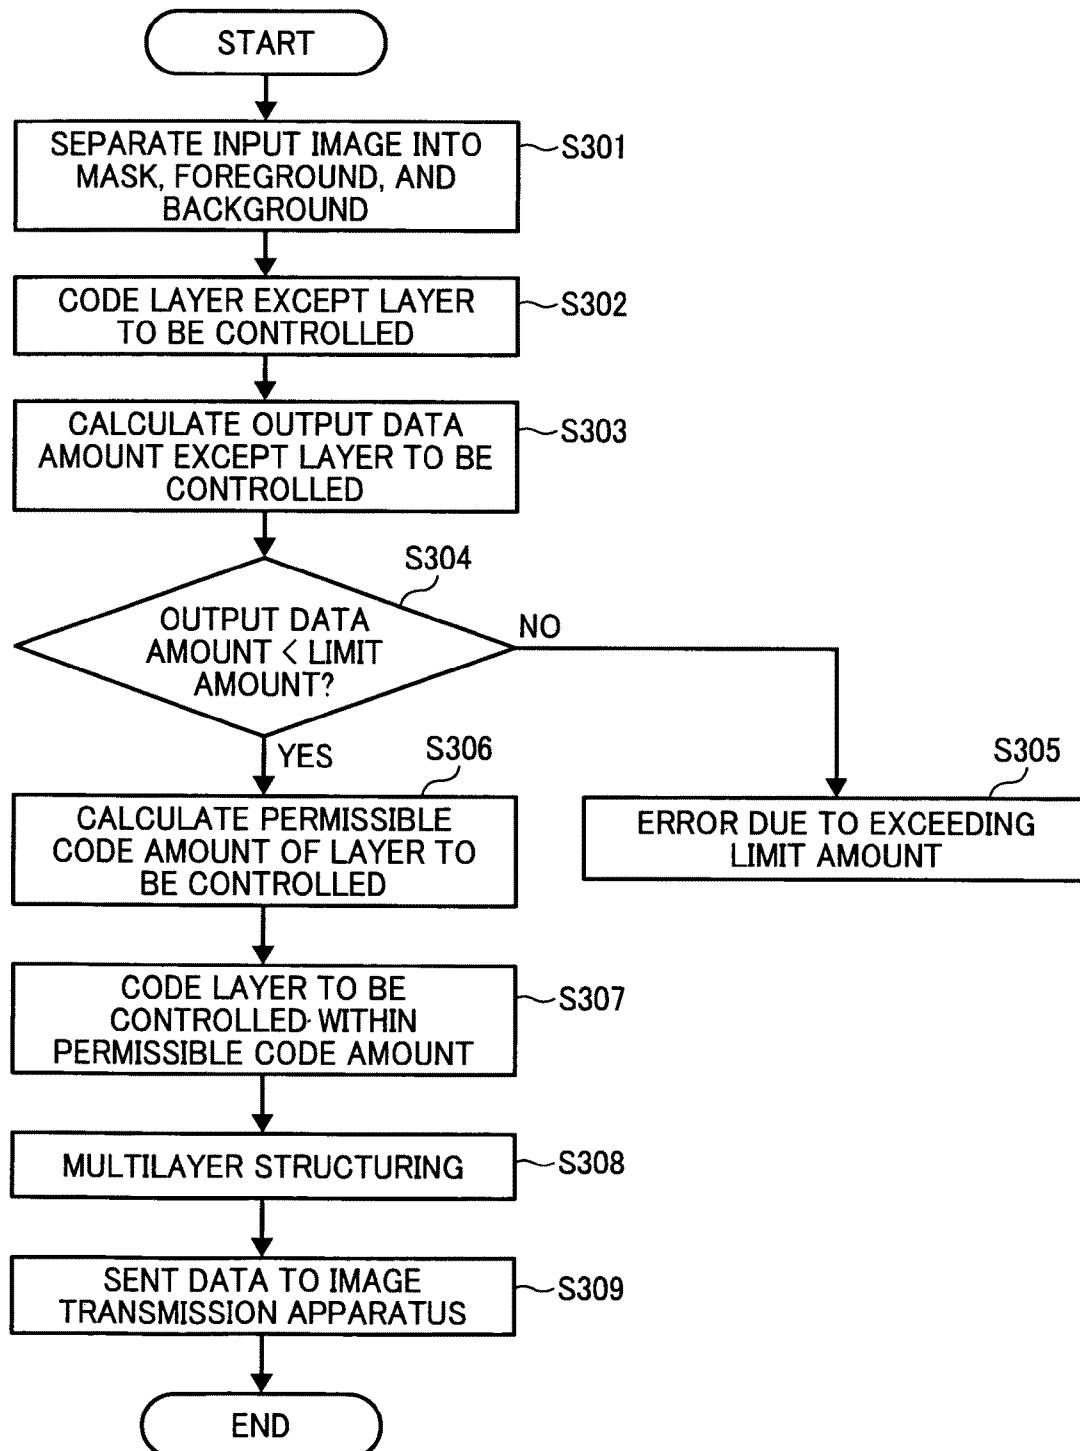 START
SEPARATE INPUT IMAGE INTO
MASK, FOREGROUND, AND
BACKGROUND
S301
CODE LAYER EXCEPT LAYER
TO BE CONTROLLED
S302
CALCULATE OUTPUT DATA
AMOUNT EXCEPT LAYER TO BE
CONTROLLED
S303
S304
OUTPUT DATA
AMOUNT < LIMIT
AMOUNT?
NO
YES
S305
ERROR DUE TO EXCEEDING
LIMIT AMOUNT
S306
CALCULATE PERMISSIBLE
CODE AMOUNT OF LAYER TO
BE CONTROLLED
CODE LAYER TO BE
CONTROLLED WITHIN
PERMISSIBLE CODE AMOUNT
S307
MULTILAYER STRUCTURING
S308
SENT DATA TO IMAGE
TRANSMISSION APPARATUS
S309
END